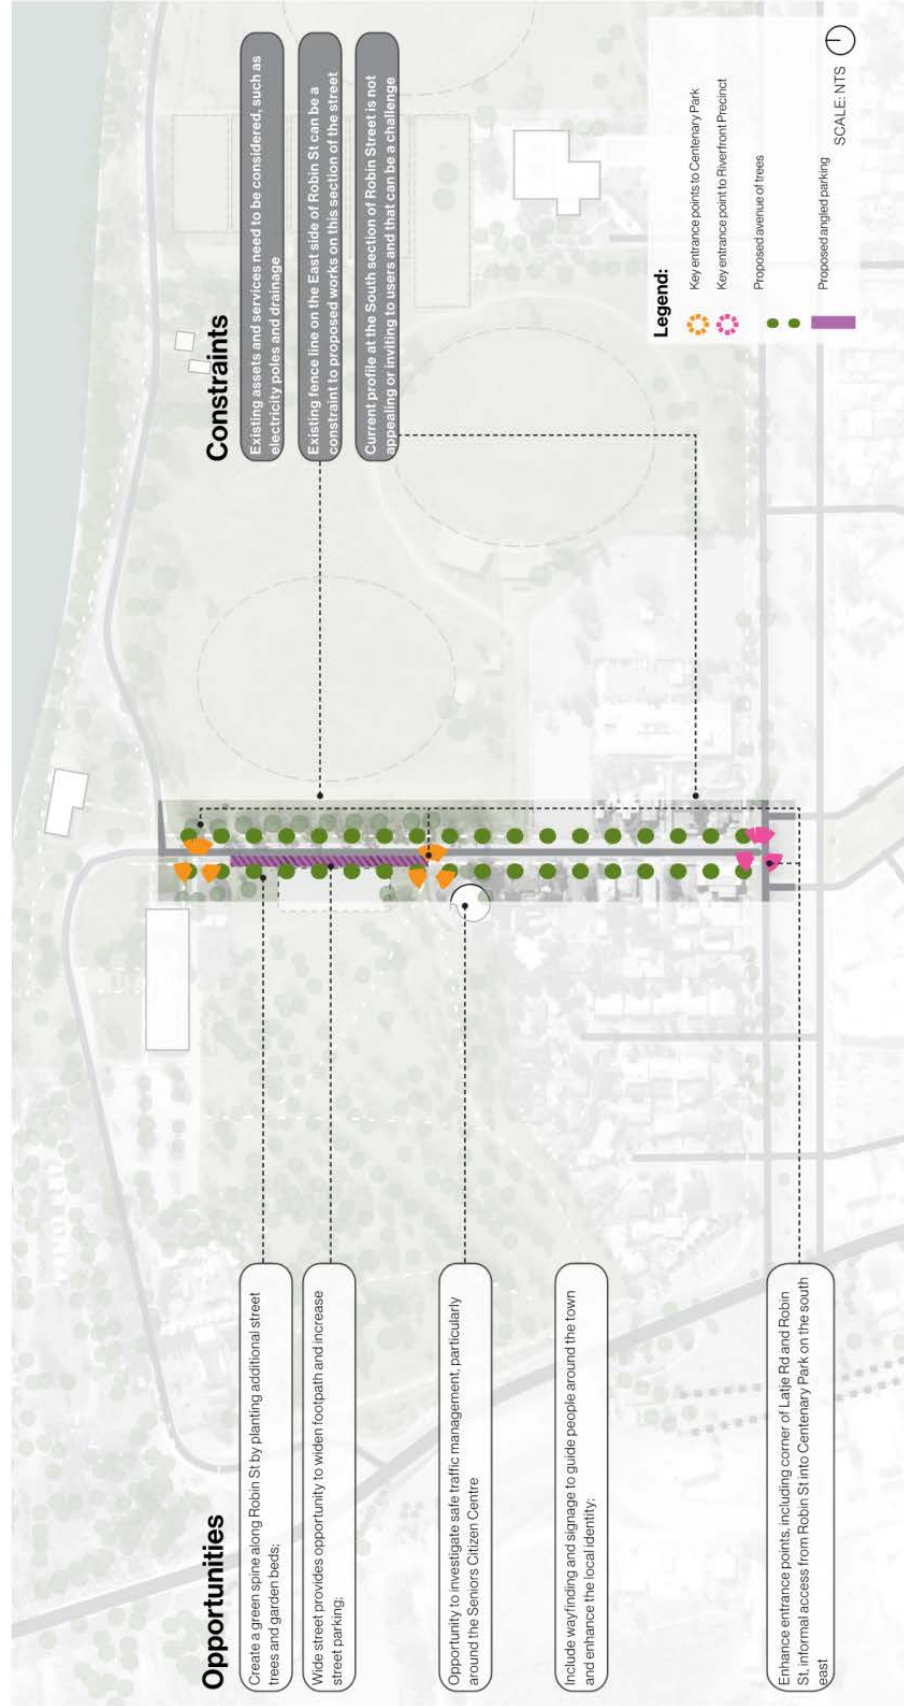 Opportunities
Create a green spine along Robin St by planting additional street
trees and garden beds;
Wide street provides opportunity to widen footpath and increase
street parking;
Opportunity to investigate safe traffic management, particularly
around the Seniors Citizen Centre
Include wayfinding and signage to guide people around the town
and enhance the local identity;
Enhance entrance points, including corner of Latje Rd and Robin
St, informal access from Robin St into Centenary Park on the south
east
Constraints
Existing assets and services need to be considered, such as
electricity poles and drainage
Existing fence line on the East side of Robin St can be a
constraint to proposed works on this section of the street
Current profile at the South section of Robin Street is not
appealing or inviting to users and that can be a challenge
Legend:
Key entrance points to Centenary Park
Key entrance point to Riverfront Precinct
Proposed avenue of trees
Proposed angled parking
SCALE: NTS